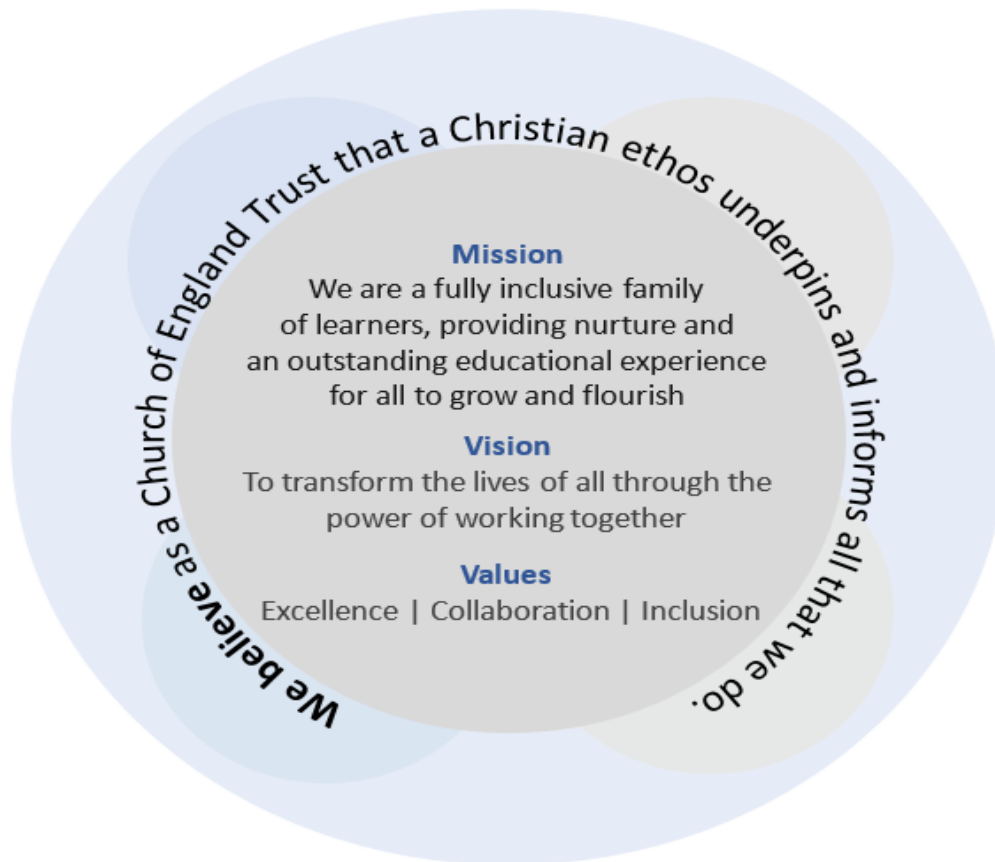 We believe as a Church of England Trust that a Christian ethos underpins and informs all that we do.
Mission
We are a fully inclusive family
of learners, providing nurture and
an outstanding educational experience
for all to grow and flourish
Vision
To transform the lives of all through the
power of working together
Values
Excellence | Collaboration | Inclusion